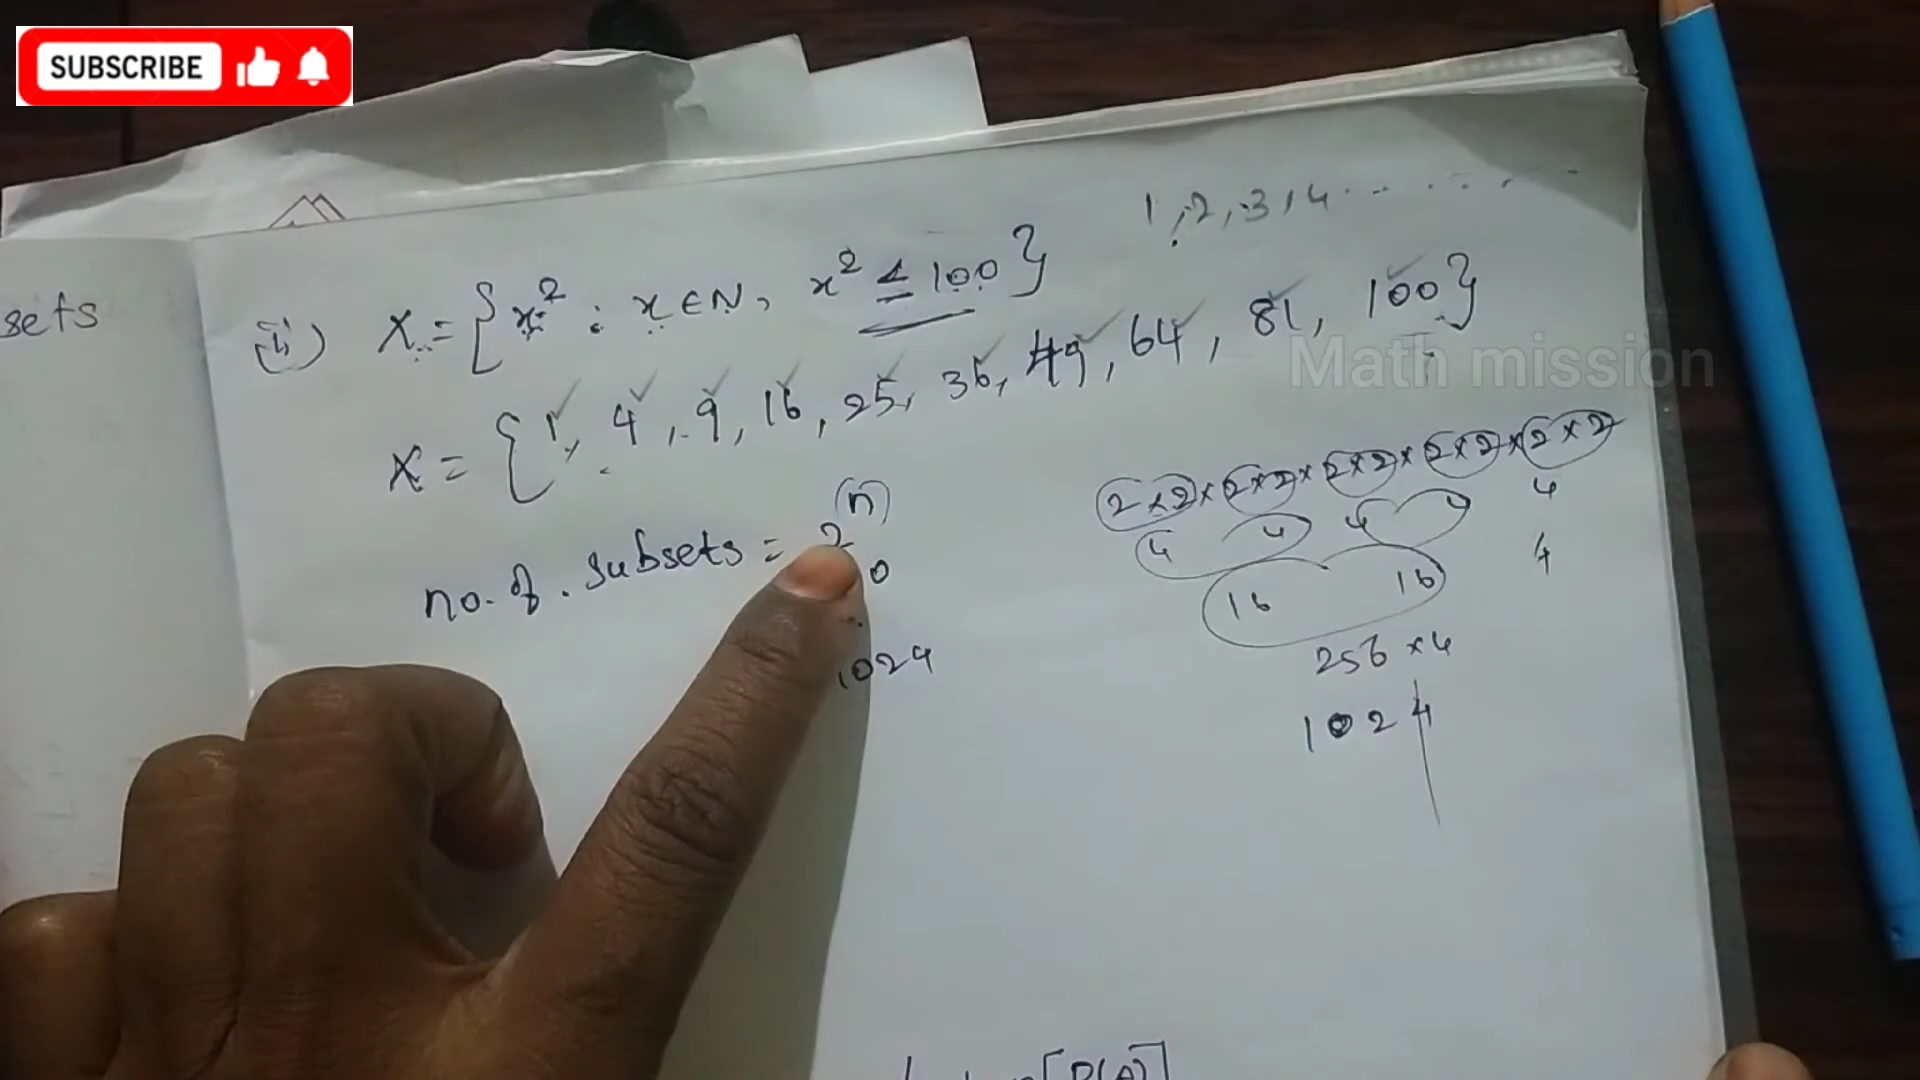 SUBSCRIBE
sets
1, 2, 3, 4 . . . . . . .
(ii) X = { x² : x ∈ N, x² ≤ 100 }
X = { 1, 4, 9, 16, 25, 36, 49, 64, 81, 100 }
Math mission
no. of. subsets = 2^n
0
1024
2 × 2 × 2 × 2 × 2 × 2 × 2 × 2 × 2 × 2
4 4 4 4 4
16 16 4
256 × 4
1024
[P(A)]